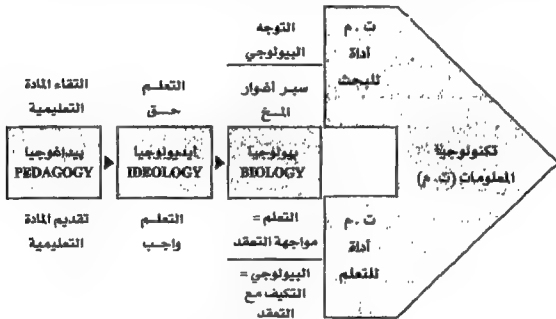 التوجه
البيولوجي
ت . م
أداة
للبحث
انتقاء المادة
التعليمية
التعلم
حق
سبر أغوار
المخ
بيداغوجيا
PEDAGOGY
أيديولوجيا
IDEOLOGY
بيولوجيا
BIOLOGY
تكنولوجية
المعلومات (ت . م)
تقديم المادة
التعليمية
التعلم
واجب
التعلم =
مواجهة التعقد
البيولوجي =
التكيف مع
التعقد
ت . م
أداة
للتعلم